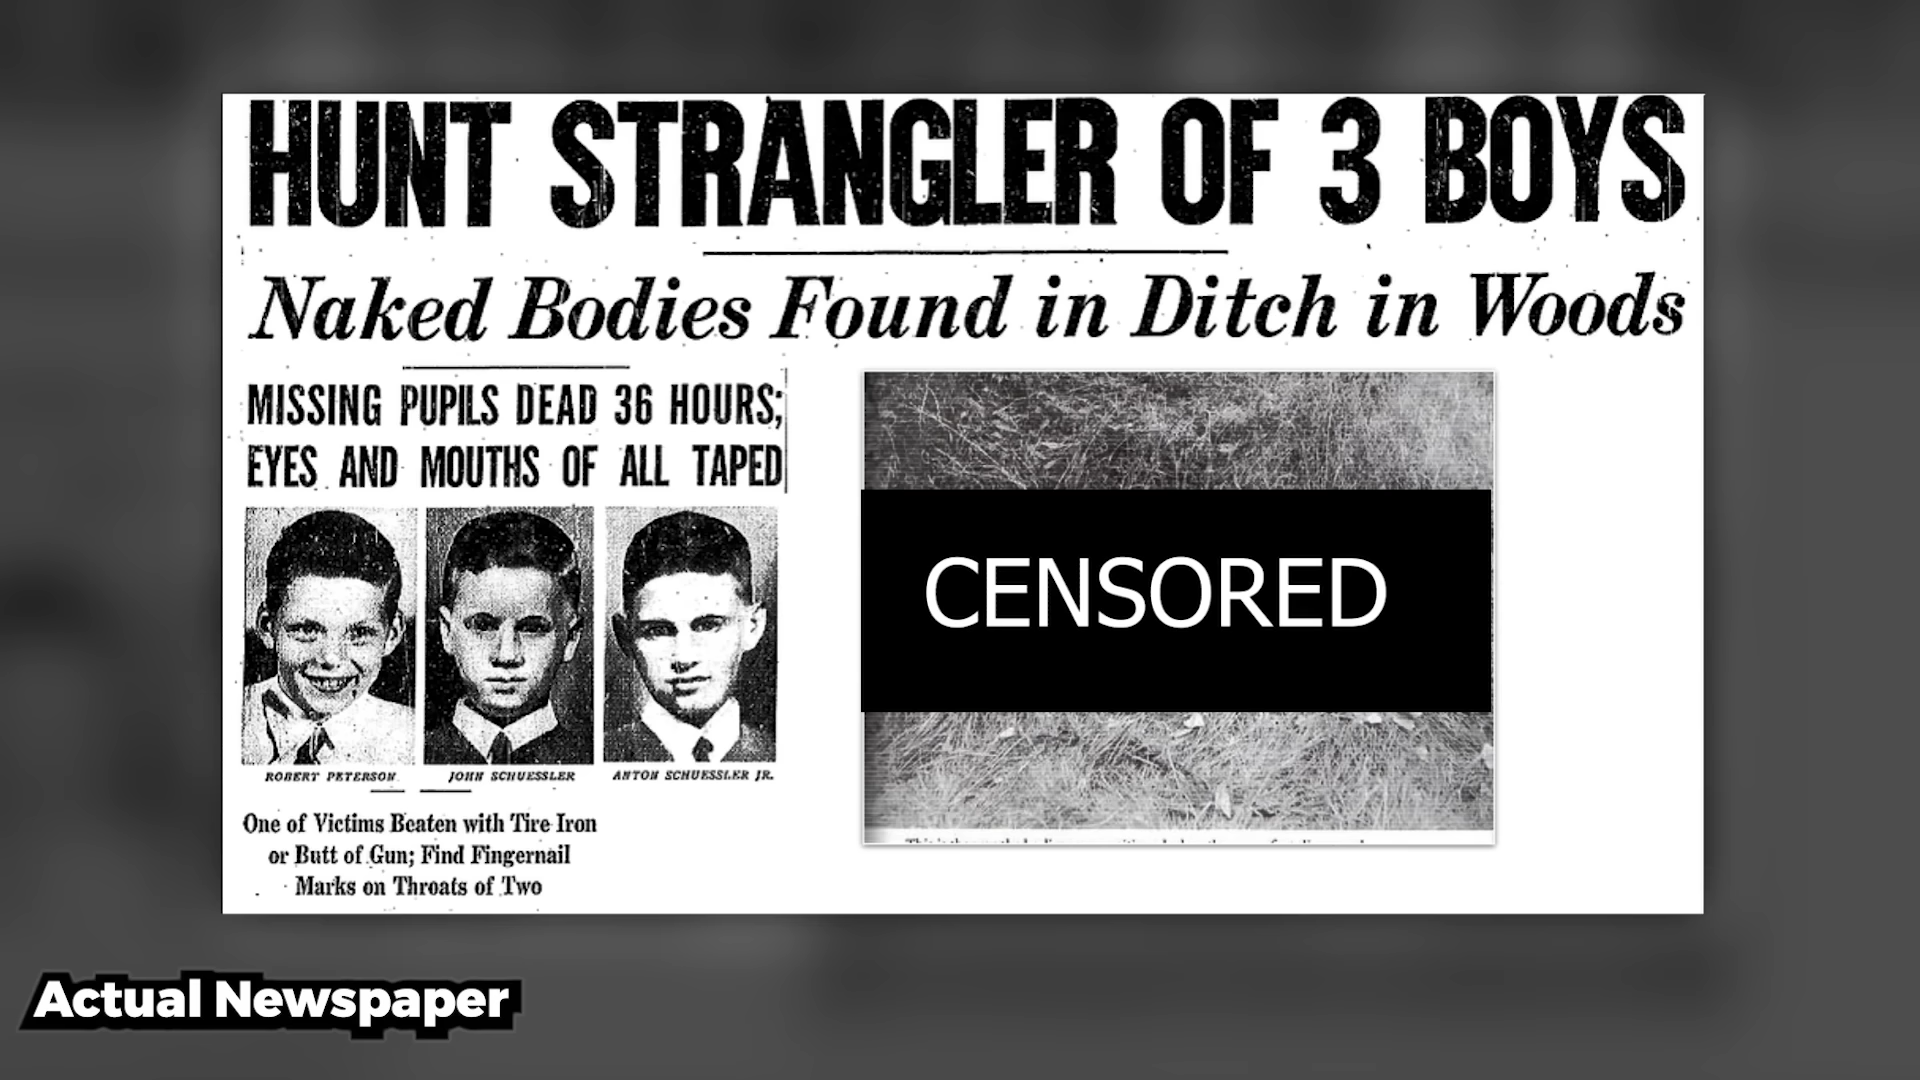 HUNT STRANGLER OF 3 BOYS
Naked Bodies Found in Ditch in Woods
MISSING PUPILS DEAD 36 HOURS;
EYES AND MOUTHS OF ALL TAPED
ROBERT PETERSON
JOHN SCHUESSLER
ANTON SCHUESSLER JR.
One of Victims Beaten with Tire Iron
or Butt of Gun; Find Fingernail
Marks on Throats of Two
CENSORED
Actual Newspaper